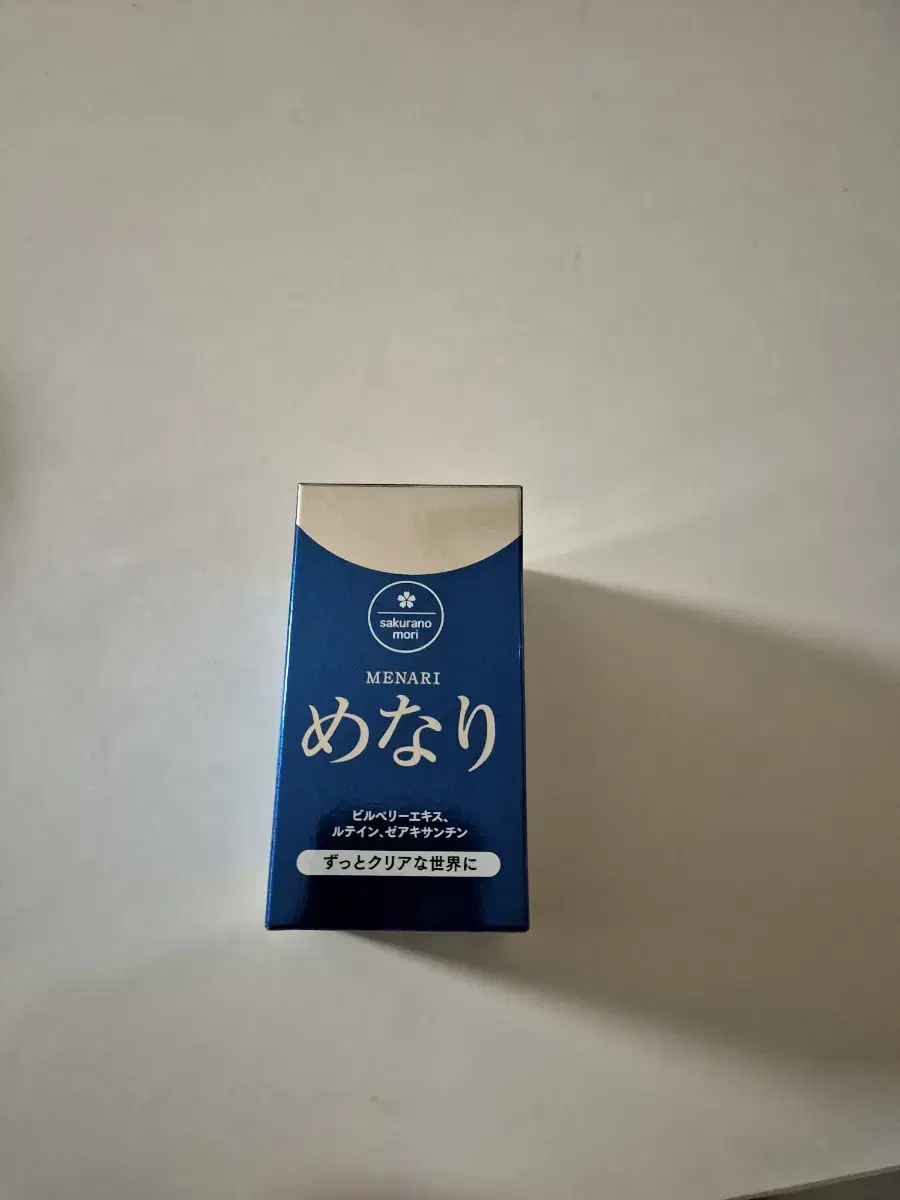 sakurano
mori
MENARI
めなり
ビルベリーエキス、
ルテイン、ゼアキサンチン
ずっとクリアな世界に